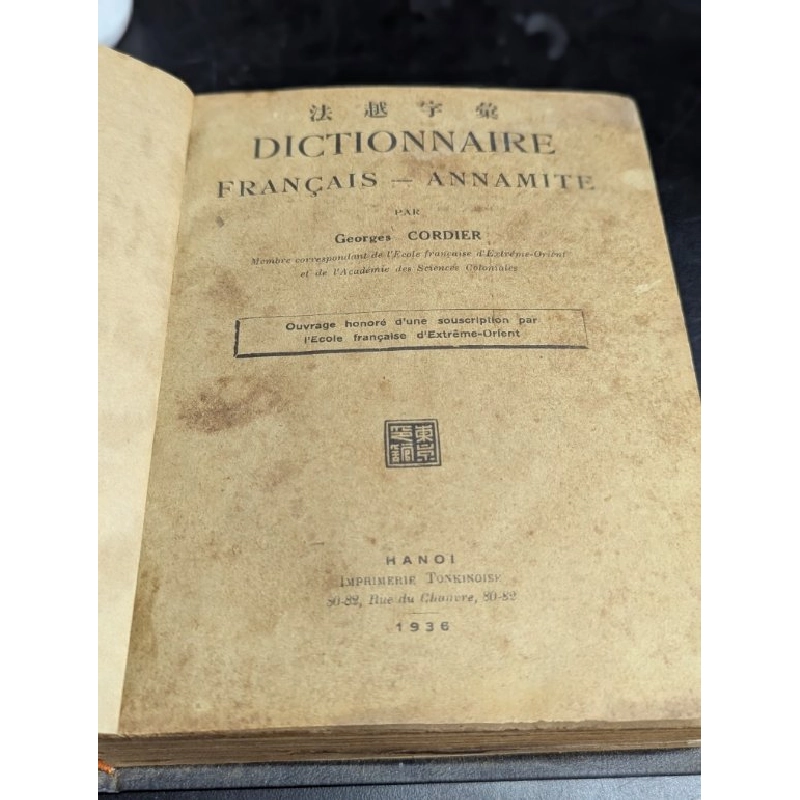 法越字彙
DICTIONNAIRE
FRANÇAIS — ANNAMITE
PAR
Georges CORDIER
Membre correspondant de l'Ecole française d'Extrême-Orient
et de l'Académie des Sciences Coloniales
Ouvrage honoré d'une souscription par
l'Ecole française d'Extrême-Orient
HANOI
IMPRIMERIE TONKINOISE
80-82, Rue du Chanvre, 80-82
1936